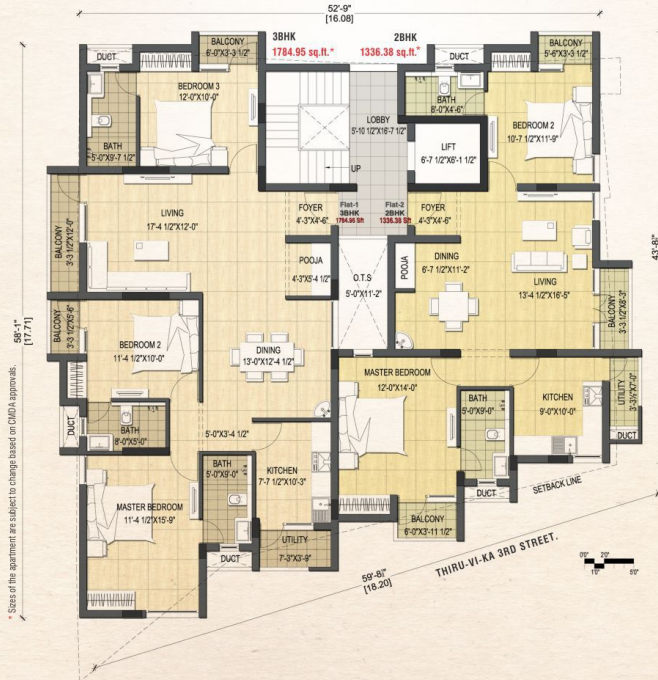 52'-9"
[16.08]
3BHK
1784.95 sq.ft.*
2BHK
1336.38 sq.ft.*
BALCONY
6'-0"X3'-3 1/2"
DUCT
DUCT
BALCONY
5'-6"X3'-3 1/2"
BEDROOM 3
12'-0"X10'-0"
BATH
5'-0"X9'-7 1/2"
LOBBY
5'-10 1/2"X16'-7 1/2"
UP
BATH
8'-0"X4'-6"
BEDROOM 2
10'-7 1/2"X11'-9"
LIFT
6'-7 1/2"X6'-1 1/2"
LIVING
17'-4 1/2"X12'-0"
BALCONY
3'-3 1/2"X12'-0"
FOYER
4'-3"X4'-6"
Flat-1
3BHK
1784.95 Sft
Flat-2
2BHK
1336.38 Sft
FOYER
4'-3"X4'-6"
POOJA
4'-3"X5'-4 1/2"
O.T.S
5'-0"X11'-2"
POOJA
DINING
6'-7 1/2"X11'-2"
LIVING
13'-4 1/2"X16'-5"
BALCONY
3'-3 1/2"X8'-3"
43'-8"
58'-1"
[17.71]
BALCONY
3'-3 1/2"X5'-6"
BEDROOM 2
11'-4 1/2"X10'-0"
DINING
13'-0"X12'-4 1/2"
MASTER BEDROOM
12'-0"X14'-0"
BATH
5'-0"X9'-0"
KITCHEN
9'-0"X10'-0"
UTILITY
3'-3½"X7'-0"
DUCT
DUCT
BATH
8'-0"X5'-0"
5'-0"X3'-4 1/2"
BATH
5'-0"X9'-0"
KITCHEN
7'-7 1/2"X10'-3"
MASTER BEDROOM
11'-4 1/2"X15'-9"
DUCT
UTILITY
7'-3"X3'-9"
BALCONY
6'-0"X3'-11 1/2"
DUCT
SETBACK LINE
THIRU-VI-KA 3RD STREET.
59'-8½"
[18.20]
0'0" 2'0"
1'0" 5'0"
* Sizes of the apartment are subject to change based on CMDA approvals.